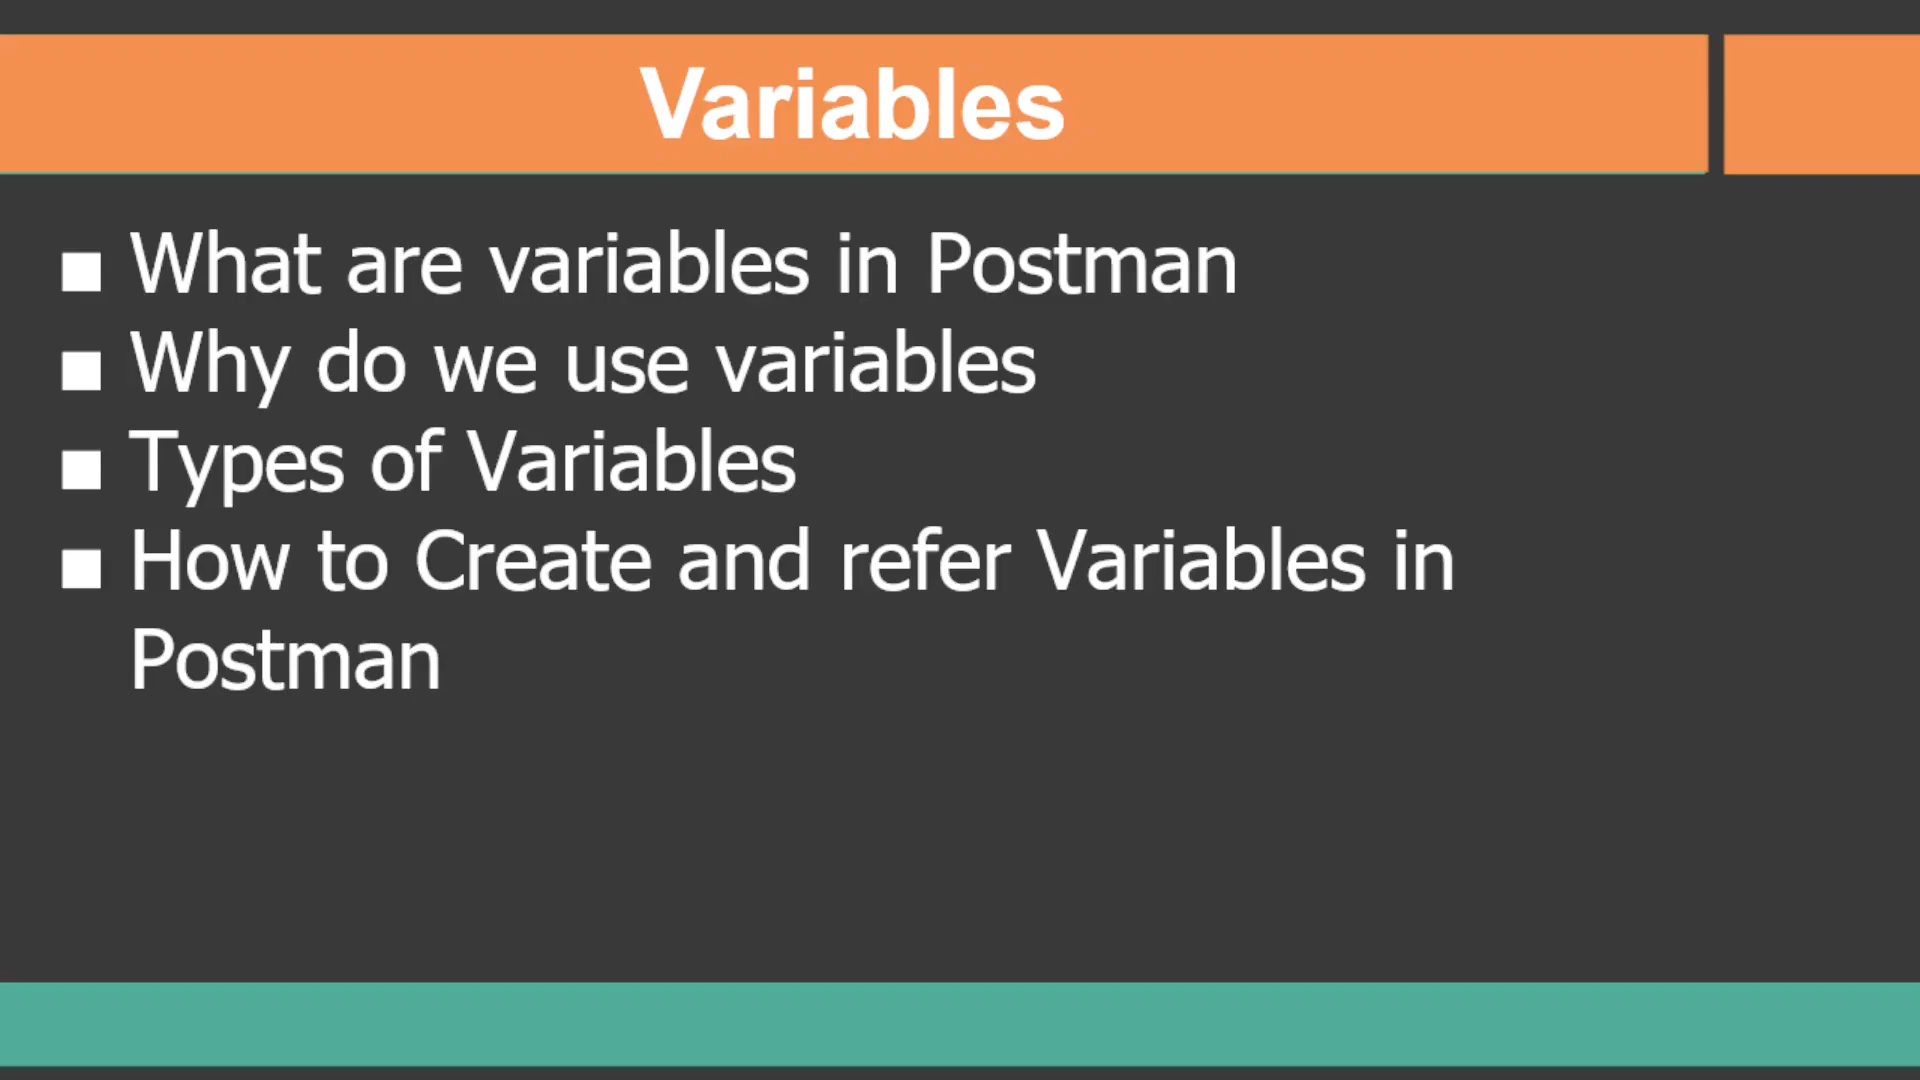 Variables
■ What are variables in Postman
■ Why do we use variables
■ Types of Variables
■ How to Create and refer Variables in
Postman